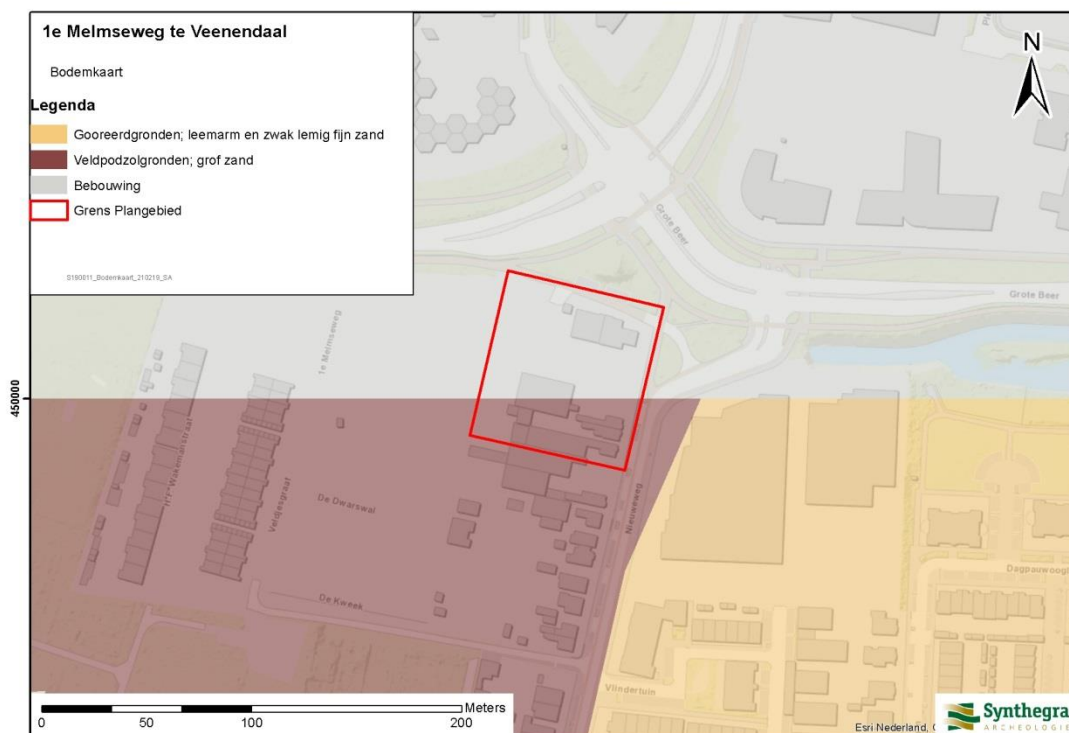 1e Melmseweg te Veenendaal
Bodemkaart
Legenda
Gooreerdgronden; leemarm en zwak lemig fijn zand
Veldpodzolgronden; grof zand
Bebouwing
Grens Plangebied
S190011_Bodemkaart_210219_SA
N
Grote Beer
Grote Beer
1e Melmseweg
450000
Veldjesgraaf
De Dwarswal
Nieuweweg
De Kweek
Dagpauwoog
Vlindertuin
0 50 100 200 Meters
Esri Nederland,
Synthegra
ARCHEOLOGIE